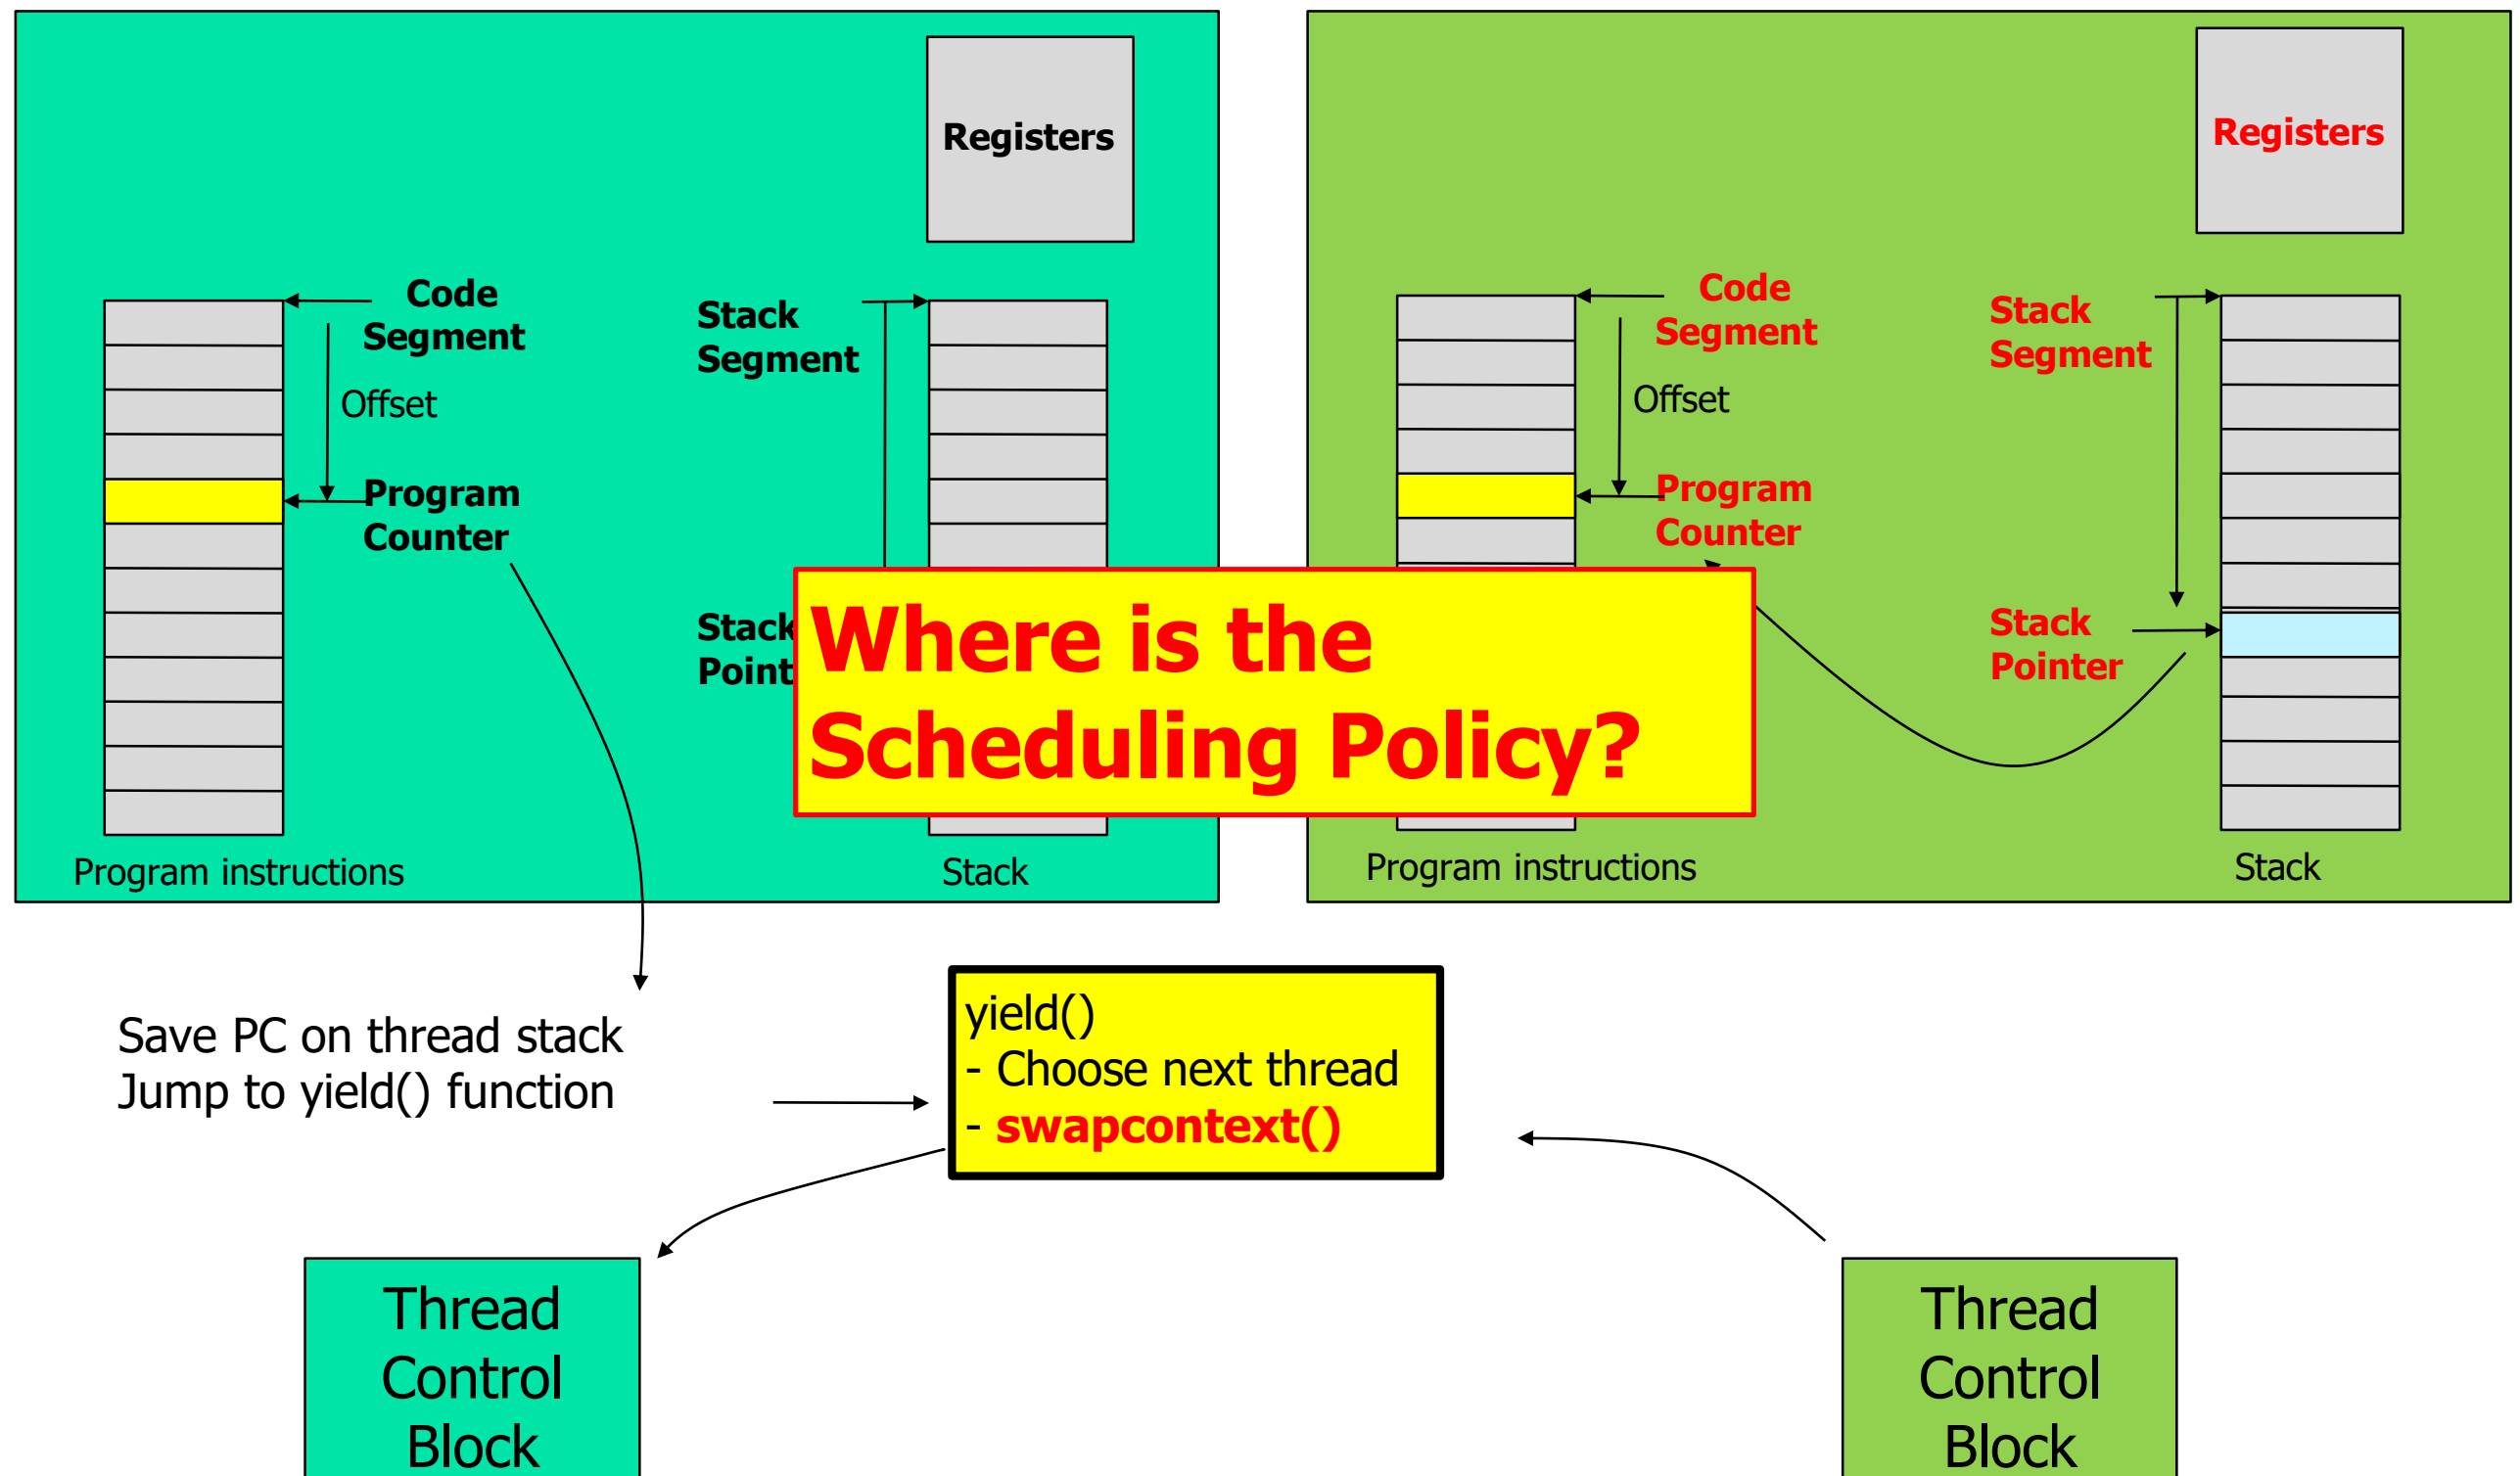 Registers
Code
Segment
Offset
Program
Counter
Stack
Segment
Stack
Point
Program instructions
Stack
Registers
Code
Segment
Offset
Program
Counter
Stack
Segment
Stack
Pointer
Program instructions
Stack
Where is the
Scheduling Policy?
Save PC on thread stack
Jump to yield() function
yield()
- Choose next thread
- swapcontext()
Thread
Control
Block
Thread
Control
Block